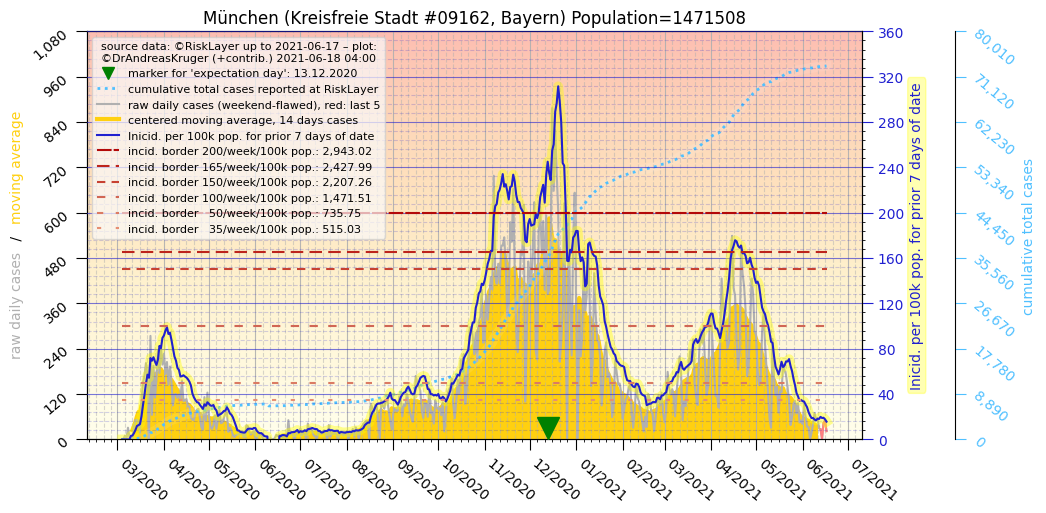 München (Kreisfreie Stadt #09162, Bayern) Population=1471508
source data: ©RiskLayer up to 2021-06-17 – plot:
©DrAndreasKruger (+contrib.) 2021-06-18 04:00
marker for 'expectation day': 13.12.2020
cumulative total cases reported at RiskLayer
raw daily cases (weekend-flawed), red: last 5
centered moving average, 14 days cases
Inicid. per 100k pop. for prior 7 days of date
incid. border 200/week/100k pop.: 2,943.02
incid. border 165/week/100k pop.: 2,427.99
incid. border 150/week/100k pop.: 2,207.26
incid. border 100/week/100k pop.: 1,471.51
incid. border 50/week/100k pop.: 735.75
incid. border 35/week/100k pop.: 515.03
raw daily cases / moving average
1,080
960
840
720
600
480
360
240
120
0
360
320
280
240
200
160
120
80
40
0
Inicid. per 100k pop. for prior 7 days of date
80,010
71,120
62,230
53,340
44,450
35,560
26,670
17,780
8,890
0
cumulative total cases
03/2020
04/2020
05/2020
06/2020
07/2020
08/2020
09/2020
10/2020
11/2020
12/2020
01/2021
02/2021
03/2021
04/2021
05/2021
06/2021
07/2021